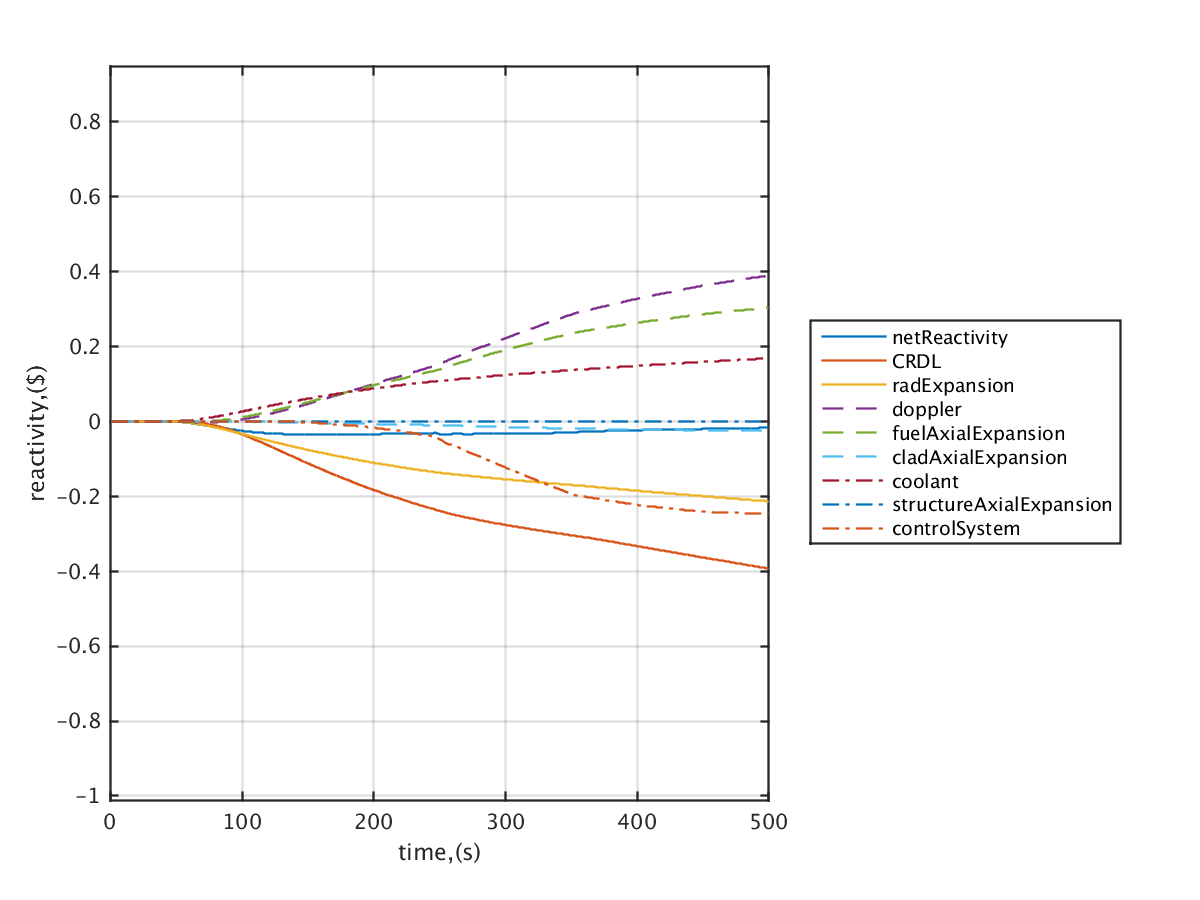 0.8
0.6
0.4
0.2
0
−0.2
−0.4
−0.6
−0.8
−1
reactivity,($)
0 100 200 300 400 500
time,(s)
netReactivity
CRDL
radExpansion
doppler
fuelAxialExpansion
cladAxialExpansion
coolant
structureAxialExpansion
controlSystem